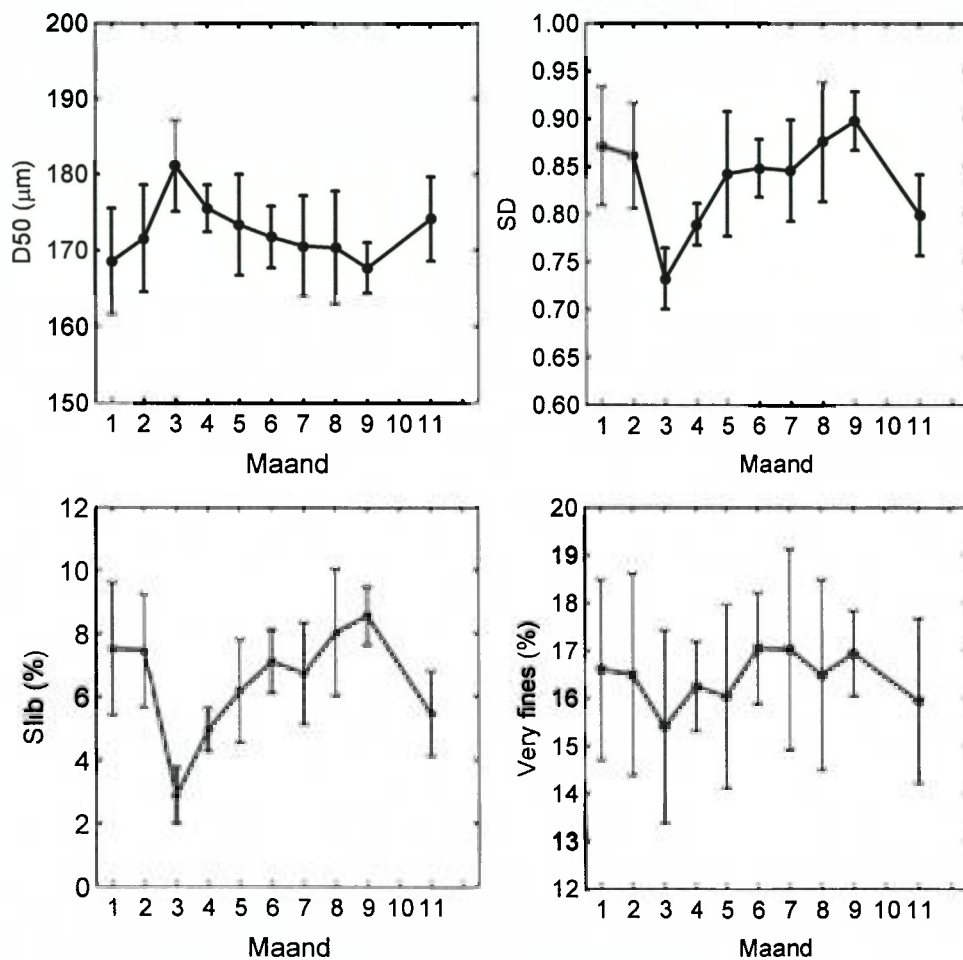 200
190
180
170
160
150
D50 (μm)
1 2 3 4 5 6 7 8 9 10 11
Maand
1.00
0.95
0.90
0.85
0.80
0.75
0.70
0.65
0.60
SD
1 2 3 4 5 6 7 8 9 10 11
Maand
12
10
8
6
4
2
0
Slib (%)
1 2 3 4 5 6 7 8 9 10 11
Maand
20
19
18
17
16
15
14
13
12
Very fines (%)
1 2 3 4 5 6 7 8 9 10 11
Maand